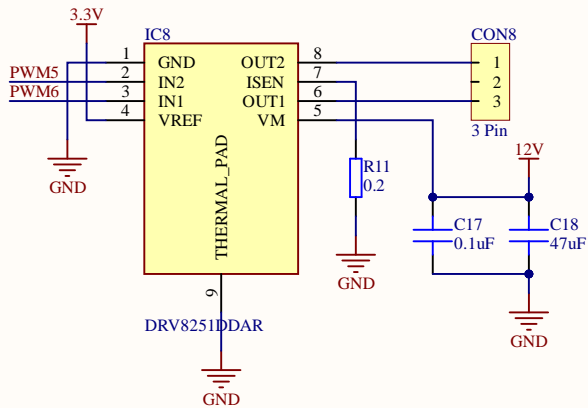 3.3V
IC8
CON8
1 GND OUT2 8 1
PWM5 2 IN2 ISEN 7 2
PWM6 3 IN1 OUT1 6 3
4 VREF VM 5
3 Pin
12V
THERMAL_PAD
GND
R11
0.2
C17
0.1uF
C18
47uF
GND
9
DRV8251DDAR
GND
GND